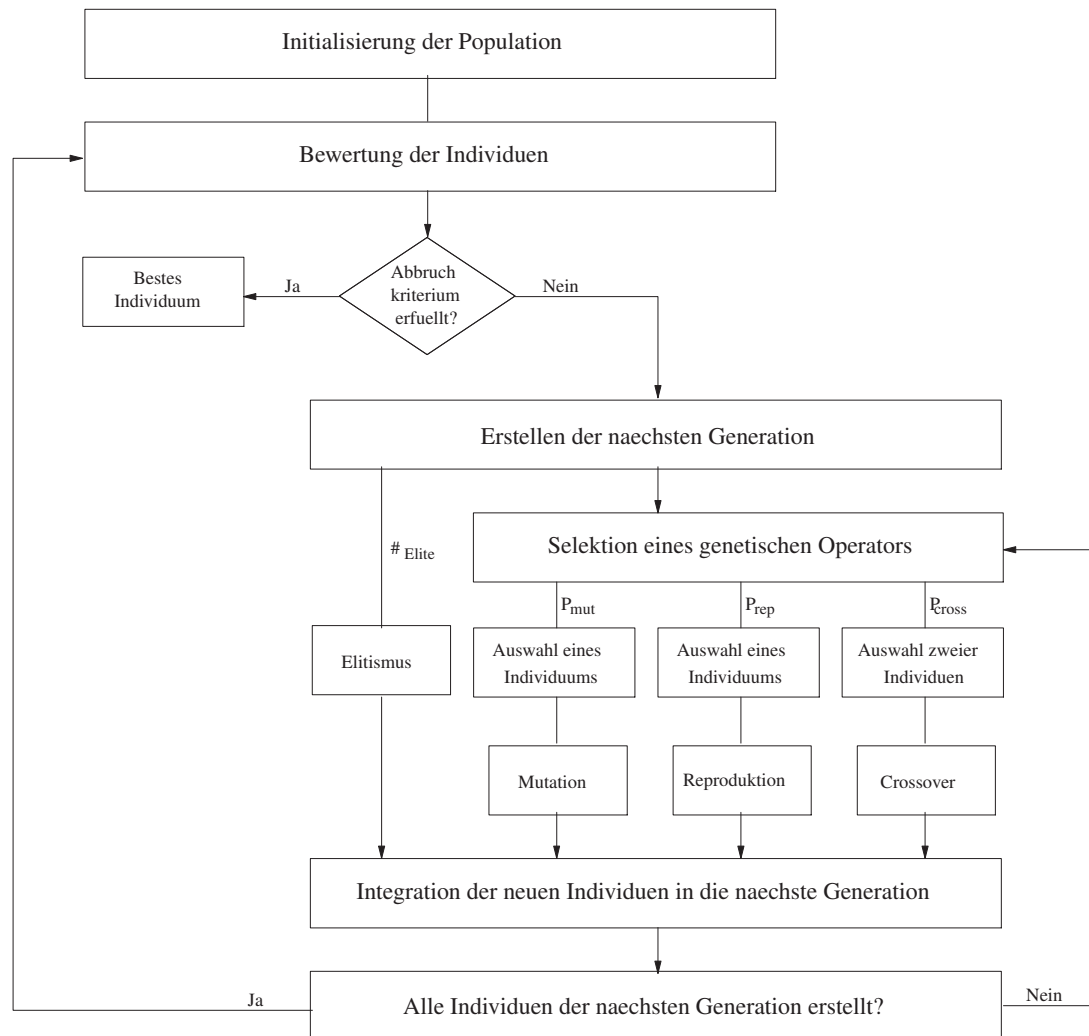 Initialisierung der Population
Bewertung der Individuen
Bestes
Individuum
Ja
Abbruch
kriterium
erfuellt?
Nein
Erstellen der naechsten Generation
# Elite
Selektion eines genetischen Operators
P mut
P rep
P cross
Elitismus
Auswahl eines
Individuums
Auswahl eines
Individuums
Auswahl zweier
Individuen
Mutation
Reproduktion
Crossover
Integration der neuen Individuen in die naechste Generation
Ja
Alle Individuen der naechsten Generation erstellt?
Nein